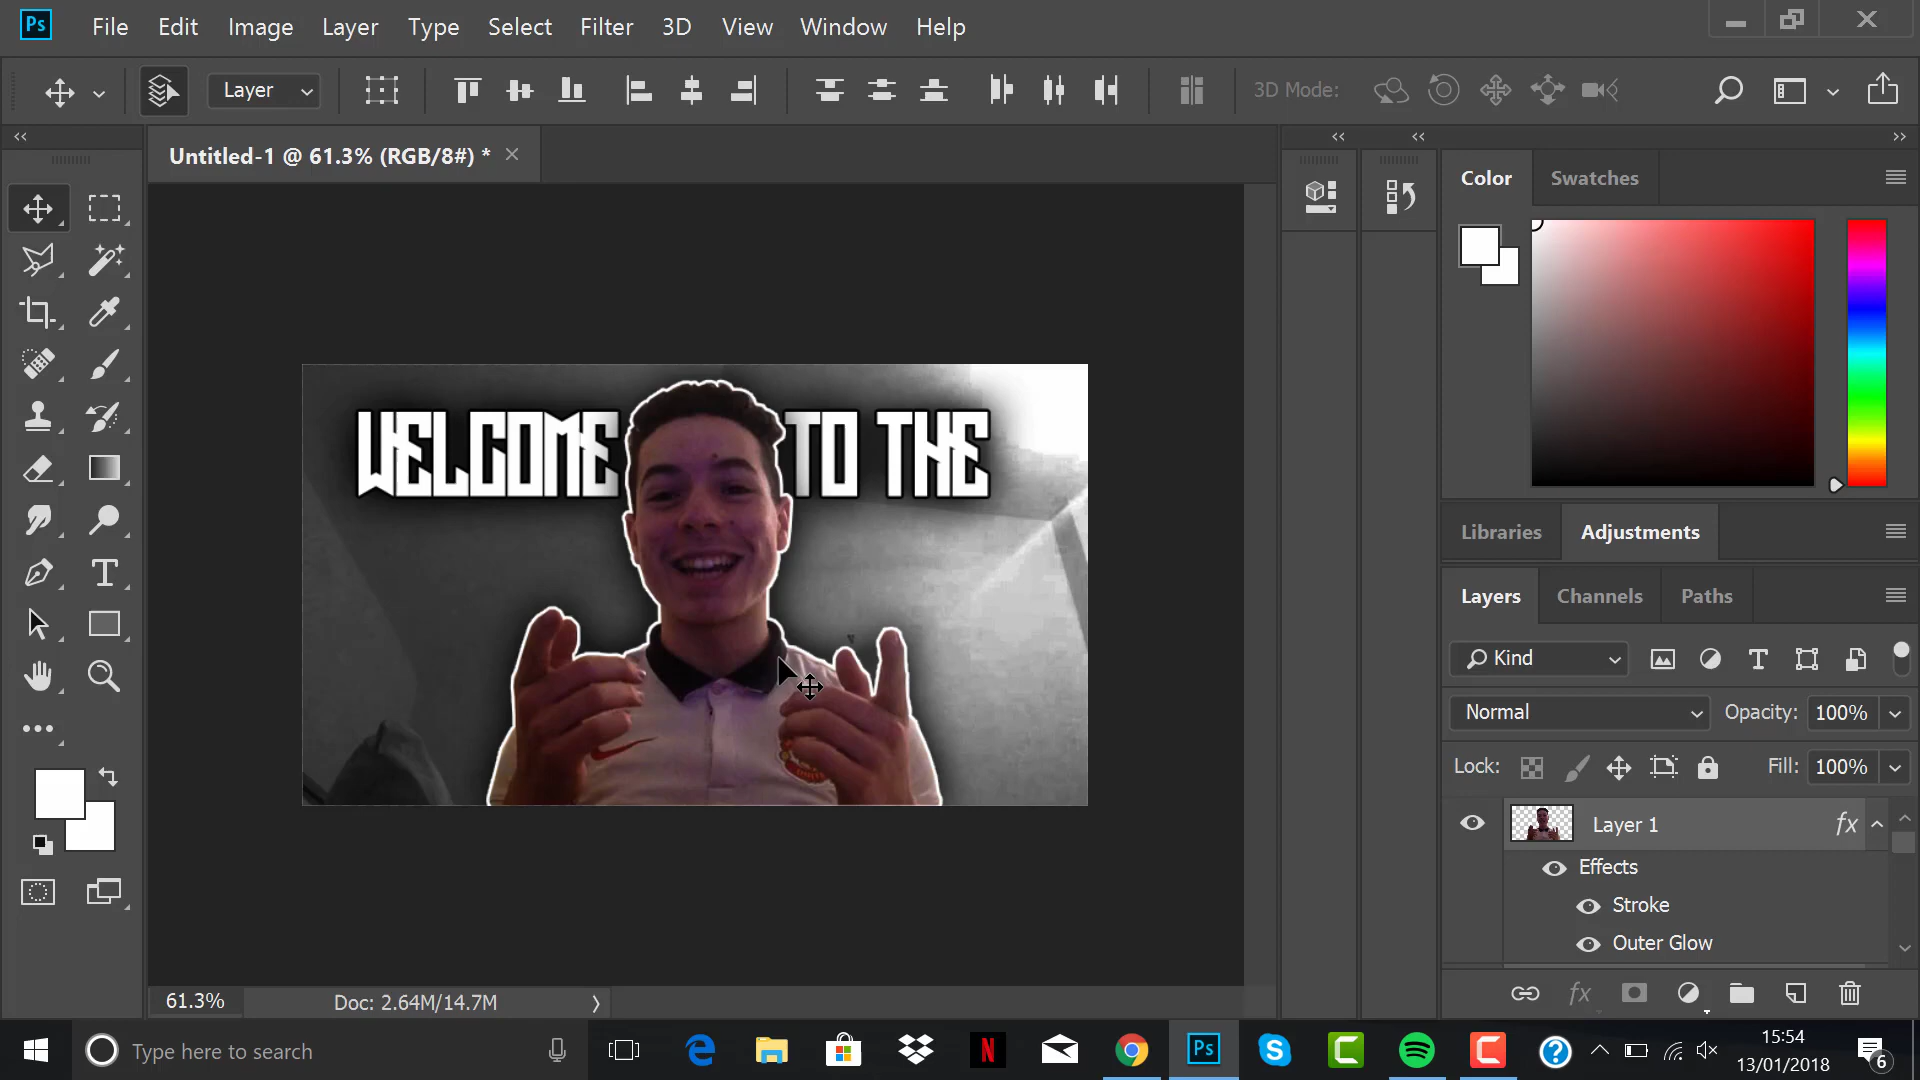 Ps File Edit Image Layer Type Select Filter 3D View Window Help
Layer 3D Mode:
Untitled-1 @ 61.3% (RGB/8#) *
Color Swatches
WELCOME TO THE
Libraries Adjustments
Layers Channels Paths
Kind
Normal Opacity: 100%
Lock: Fill: 100%
Layer 1 fx
Effects
Stroke
Outer Glow
fx
61.3% Doc: 2.64M/14.7M
Type here to search
Ps
15:54
13/01/2018
6